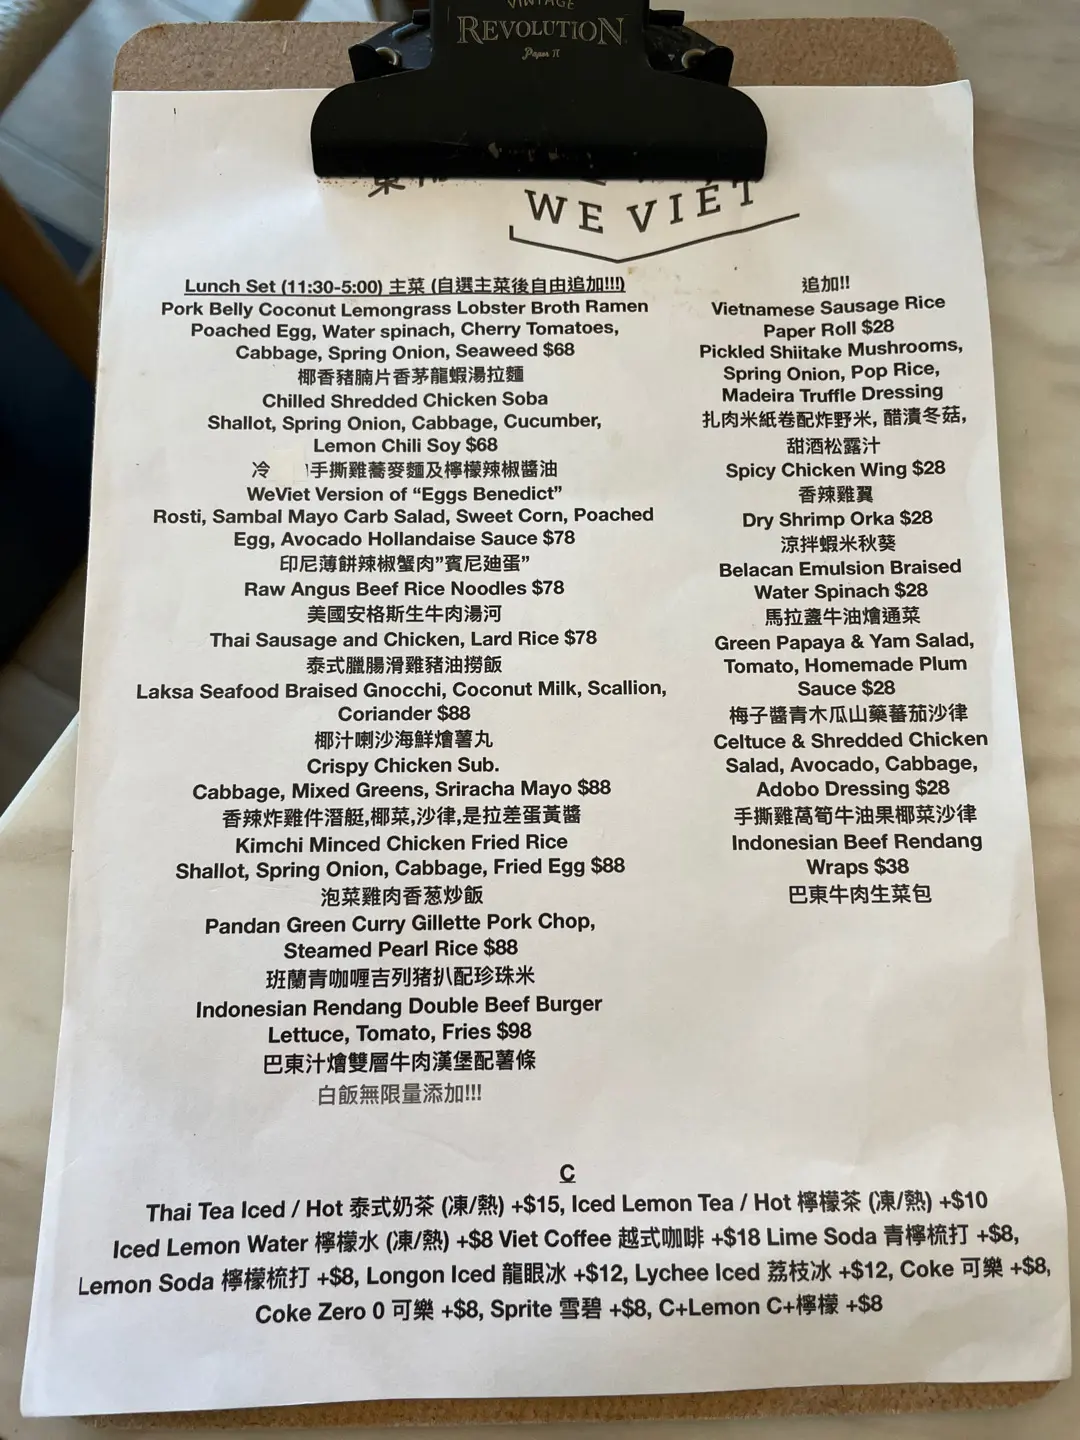 VINTAGE
REVOLUTION
Paper π
WE VIÉT
Lunch Set (11:30-5:00) 主菜 (自選主菜後自由追加!!!)
Pork Belly Coconut Lemongrass Lobster Broth Ramen
Poached Egg, Water spinach, Cherry Tomatoes,
Cabbage, Spring Onion, Seaweed $68
椰香豬腩片香茅龍蝦湯拉麵
Chilled Shredded Chicken Soba
Shallot, Spring Onion, Cabbage, Cucumber,
Lemon Chili Soy $68
冷手撕雞蕎麥麵及檸檬辣椒醬油
WeViet Version of “Eggs Benedict”
Rosti, Sambal Mayo Carb Salad, Sweet Corn, Poached
Egg, Avocado Hollandaise Sauce $78
印尼薄餅辣椒蟹肉”賓尼廸蛋”
Raw Angus Beef Rice Noodles $78
美國安格斯生牛肉湯河
Thai Sausage and Chicken, Lard Rice $78
泰式臘腸滑雞豬油撈飯
Laksa Seafood Braised Gnocchi, Coconut Milk, Scallion,
Coriander $88
椰汁喇沙海鮮燴薯丸
Crispy Chicken Sub.
Cabbage, Mixed Greens, Sriracha Mayo $88
香辣炸雞件潛艇,椰菜,沙律,是拉差蛋黃醬
Kimchi Minced Chicken Fried Rice
Shallot, Spring Onion, Cabbage, Fried Egg $88
泡菜雞肉香葱炒飯
Pandan Green Curry Gillette Pork Chop,
Steamed Pearl Rice $88
班蘭青咖喱吉列猪扒配珍珠米
Indonesian Rendang Double Beef Burger
Lettuce, Tomato, Fries $98
巴東汁燴雙層牛肉漢堡配薯條
白飯無限量添加!!!
追加!!
Vietnamese Sausage Rice
Paper Roll $28
Pickled Shiitake Mushrooms,
Spring Onion, Pop Rice,
Madeira Truffle Dressing
扎肉米紙卷配炸野米, 醋漬冬菇,
甜酒松露汁
Spicy Chicken Wing $28
香辣雞翼
Dry Shrimp Orka $28
涼拌蝦米秋葵
Belacan Emulsion Braised
Water Spinach $28
馬拉盞牛油燴通菜
Green Papaya & Yam Salad,
Tomato, Homemade Plum
Sauce $28
梅子醬青木瓜山藥蕃茄沙律
Celtuce & Shredded Chicken
Salad, Avocado, Cabbage,
Adobo Dressing $28
手撕雞萵筍牛油果椰菜沙律
Indonesian Beef Rendang
Wraps $38
巴東牛肉生菜包
C
Thai Tea Iced / Hot 泰式奶茶 (凍/熱) +$15, Iced Lemon Tea / Hot 檸檬茶 (凍/熱) +$10
Iced Lemon Water 檸檬水 (凍/熱) +$8 Viet Coffee 越式咖啡 +$18 Lime Soda 青檸梳打 +$8,
Lemon Soda 檸檬梳打 +$8, Longon Iced 龍眼冰 +$12, Lychee Iced 荔枝冰 +$12, Coke 可樂 +$8,
Coke Zero 0 可樂 +$8, Sprite 雪碧 +$8, C+Lemon C+檸檬 +$8